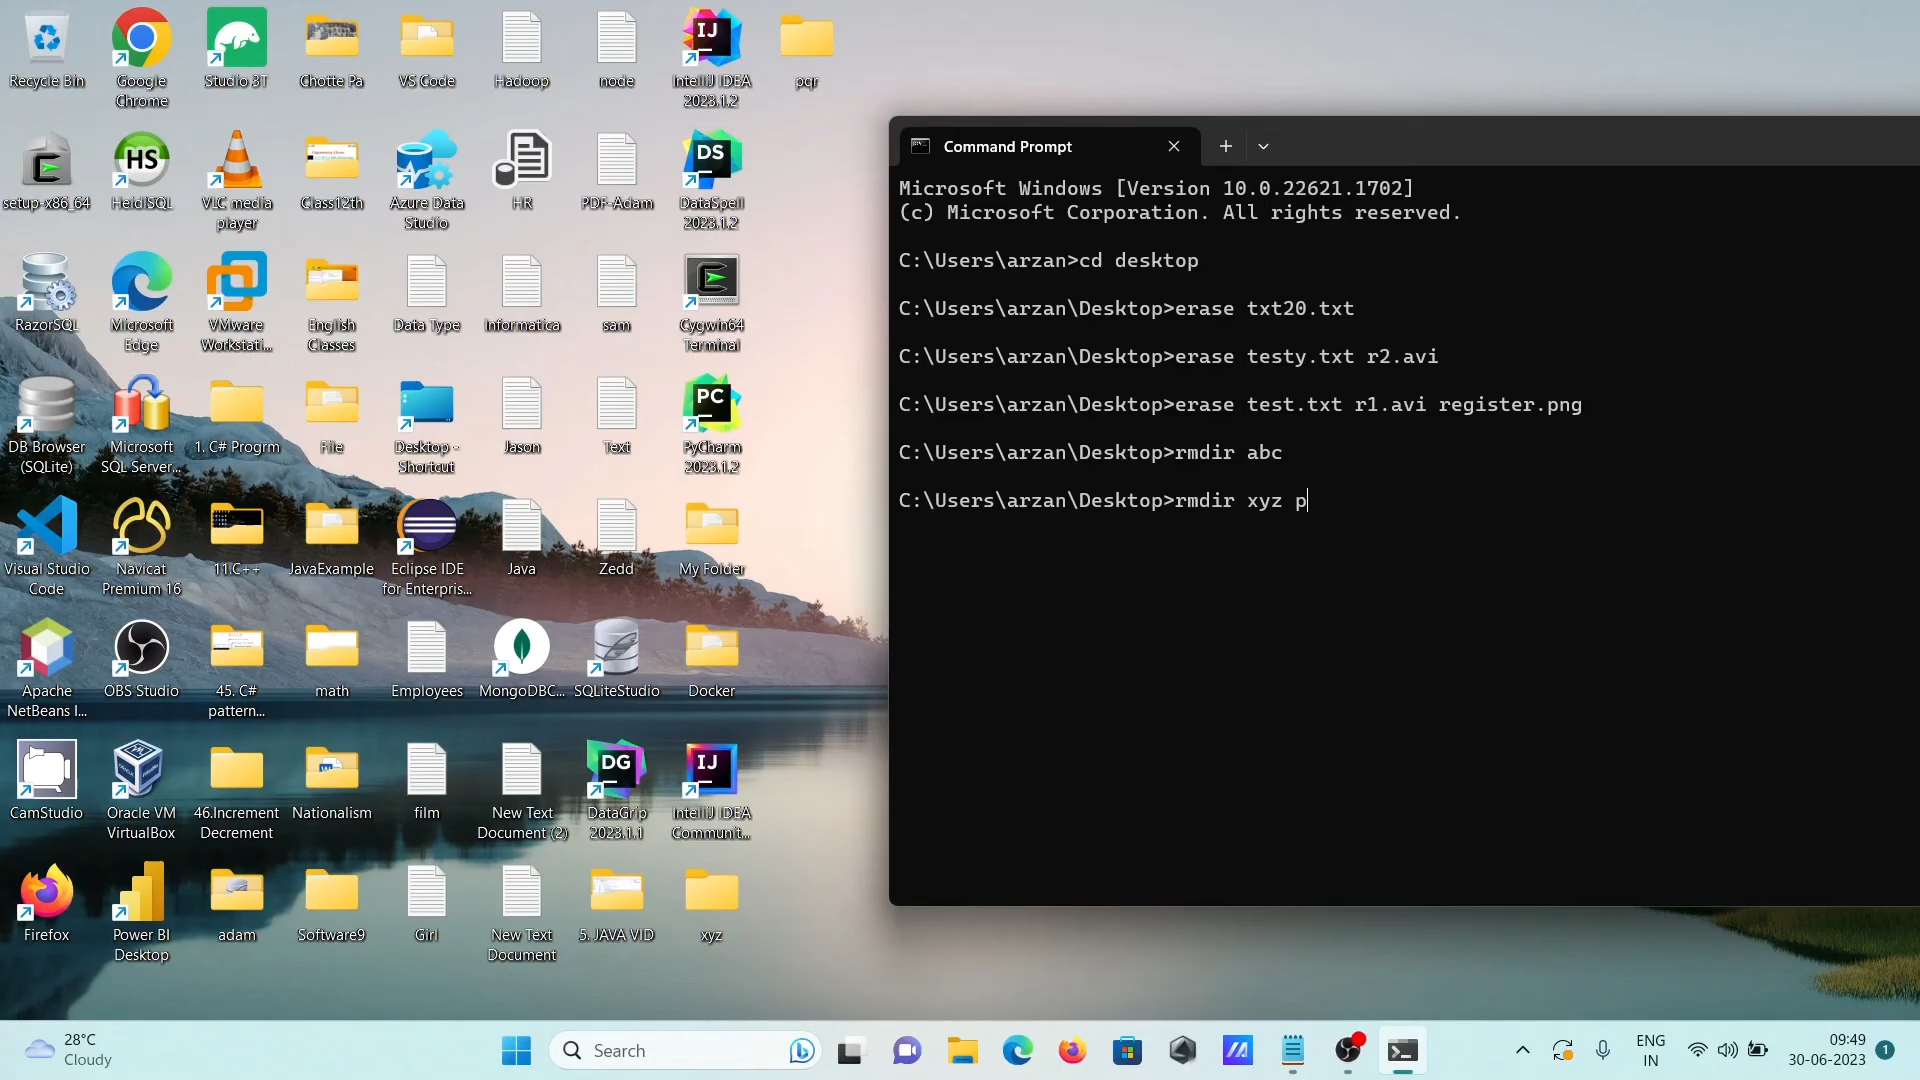 Recycle Bin
Google
Chrome
Studio 3T
Chotte Pa
VS Code
Hadoop
node
IJ
IntelliJ IDEA
2023.1.2
pqr
setup-x86_64
HS
HeidiSQL
VLC media
player
Class12th
Azure Data
Studio
HR
PDF-Adam
DS
DataSpell
2023.1.2
RazorSQL
Microsoft
Edge
VMware
Workstati...
English
Classes
Data Type
Informatica
sam
Cygwin64
Terminal
DB Browser
(SQLite)
Microsoft
SQL Server...
1. C# Progrm
File
Desktop -
Shortcut
Jason
Text
PC
PyCharm
2023.1.2
Visual Studio
Code
Navicat
Premium 16
11.C++
JavaExample
Eclipse IDE
for Enterpris...
Java
Zedd
My Folder
Apache
NetBeans I...
OBS Studio
45. C#
pattern...
math
Employees
MongoDBC...
SQLiteStudio
Docker
CamStudio
Oracle VM
VirtualBox
46.Increment
Decrement
Nationalism
film
New Text
Document (2)
DG
DataGrip
2023.1.1
IJ
IntelliJ IDEA
Communit...
Firefox
Power BI
Desktop
adam
Software9
Girl
New Text
Document
5. JAVA VID
xyz
Command Prompt
Microsoft Windows [Version 10.0.22621.1702]
(c) Microsoft Corporation. All rights reserved.
C:\Users\arzan>cd desktop
C:\Users\arzan\Desktop>erase txt20.txt
C:\Users\arzan\Desktop>erase testy.txt r2.avi
C:\Users\arzan\Desktop>erase test.txt r1.avi register.png
C:\Users\arzan\Desktop>rmdir abc
C:\Users\arzan\Desktop>rmdir xyz p
28°C
Cloudy
Search
ENG
IN
09:49
30-06-2023
1